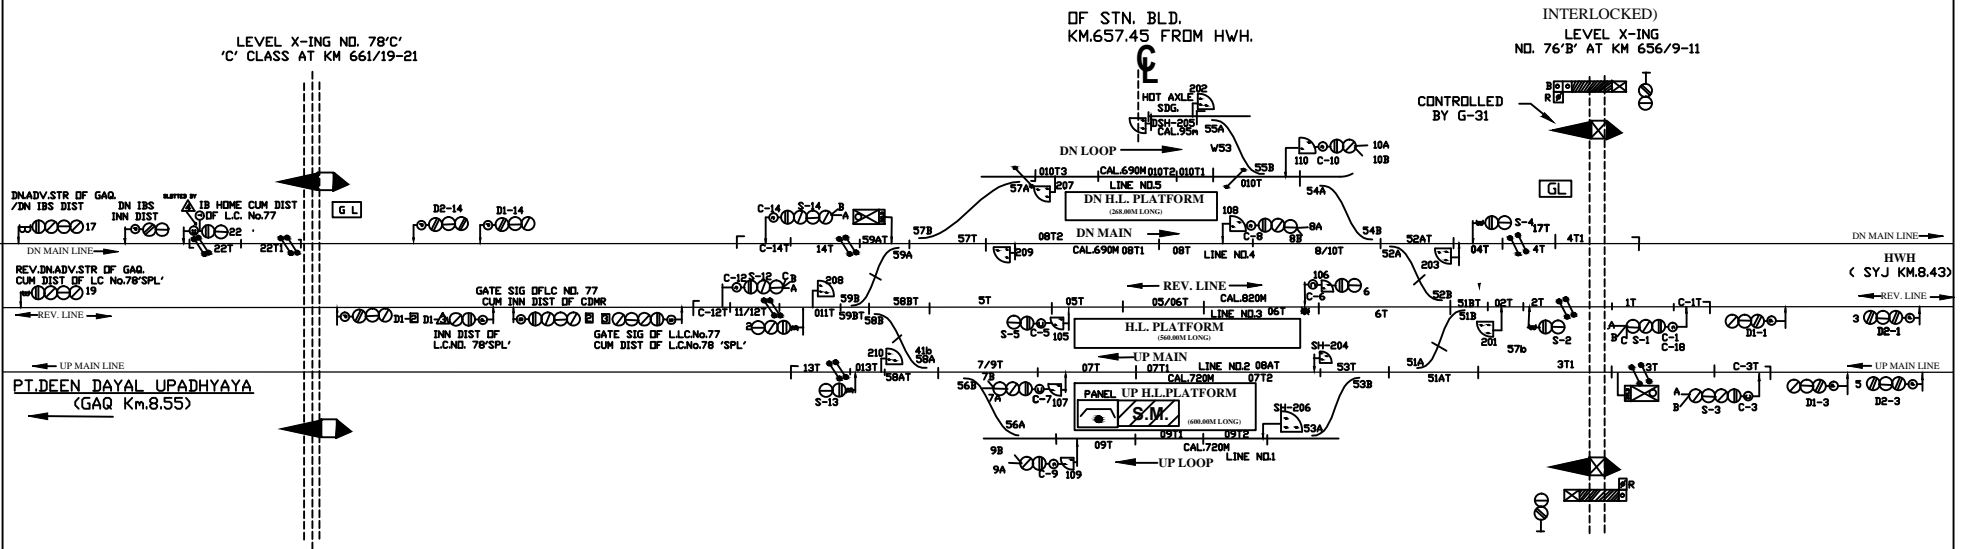 INTERLOCKED)
LEVEL X-ING
NO. 76'B' AT KM 656/9-11
OF STN. BLD.
KM.657.45 FROM HWH.
LEVEL X-ING NO. 78'C'
'C' CLASS AT KM 661/19-21
CL
CONTROLLED
BY G-31
B
R
HOT AXLE
SDG.
202
DSH-205
CAL.95m
55A
W53
DN LOOP
110
C-10
10A
10B
55B
010T3
CAL.690M
010T2
010T1
010T
LINE NO.5
57A
207
54A
GL
G L
DN H.L. PLATFORM
(268.00M LONG)
DN.ADV.STR OF GAQ.
/DN IBS DIST
17
DN IBS
INN DIST
SLOTTED BY
IB HOME CUM DIST
OF L.C. No.77
22
22T
22T1
D2-14
D1-14
C-14
S-14
B
A
C-14T
14T
59AT
57B
57T
08T2
DN MAIN
108
C-8
8A
8B
54B
52AT
S-4
17T
04T
4T
4T1
DN MAIN LINE
DN MAIN LINE
59A
209
CAL.690M
08T1
08T
LINE NO.4
8/10T
52A
203
HWH
( SYJ KM.8.43)
REV.DN.ADV.STR OF GAQ.
CUM DIST OF LC No.78'SPL'
19
GATE SIG OFLC NO. 77
CUM INN DIST OF CDMR
C-12
S-12
C
B
A
208
REV. LINE
106
C-6
6
REV. LINE
REV. LINE
C-12T
11/12T
011T
59B
59BT
58B
58BT
5T
05T
05/06T
CAL.820M
LINE NO.3
06T
6T
52B
51BT
51B
02T
2T
1T
C-1T
D1-2
INN DIST OF
L.C.NO. 78'SPL'
GATE SIG OF L.L.C.No.77
CUM DIST OF L.C.No.78 'SPL'
2
S-5
C-5
105
H.L. PLATFORM
(560.00M LONG)
201
57b
S-2
A
B
C
S-1
C-1
C-18
D1-1
3
D2-1
UP MAIN LINE
13T
013T
210
41b
58A
58AT
UP MAIN
SH-204
7/9T
07T
07T1
LINE NO.2
08AT
53T
51A
51AT
3T1
3T
C-3T
UP MAIN LINE
PT.DEEN DAYAL UPADHYAYA
(GAQ Km.8.55)
S-13
56B
7B
7A
C-7
107
CAL.720M
07T2
53B
PANEL
UP H.L.PLATFORM
S.M.
(600.00M LONG)
SH-206
53A
A
B
S-3
C-3
D1-3
5
D2-3
56A
09T
09T1
09T2
CAL.720M
LINE NO.1
9B
9A
C-9
109
UP LOOP
R